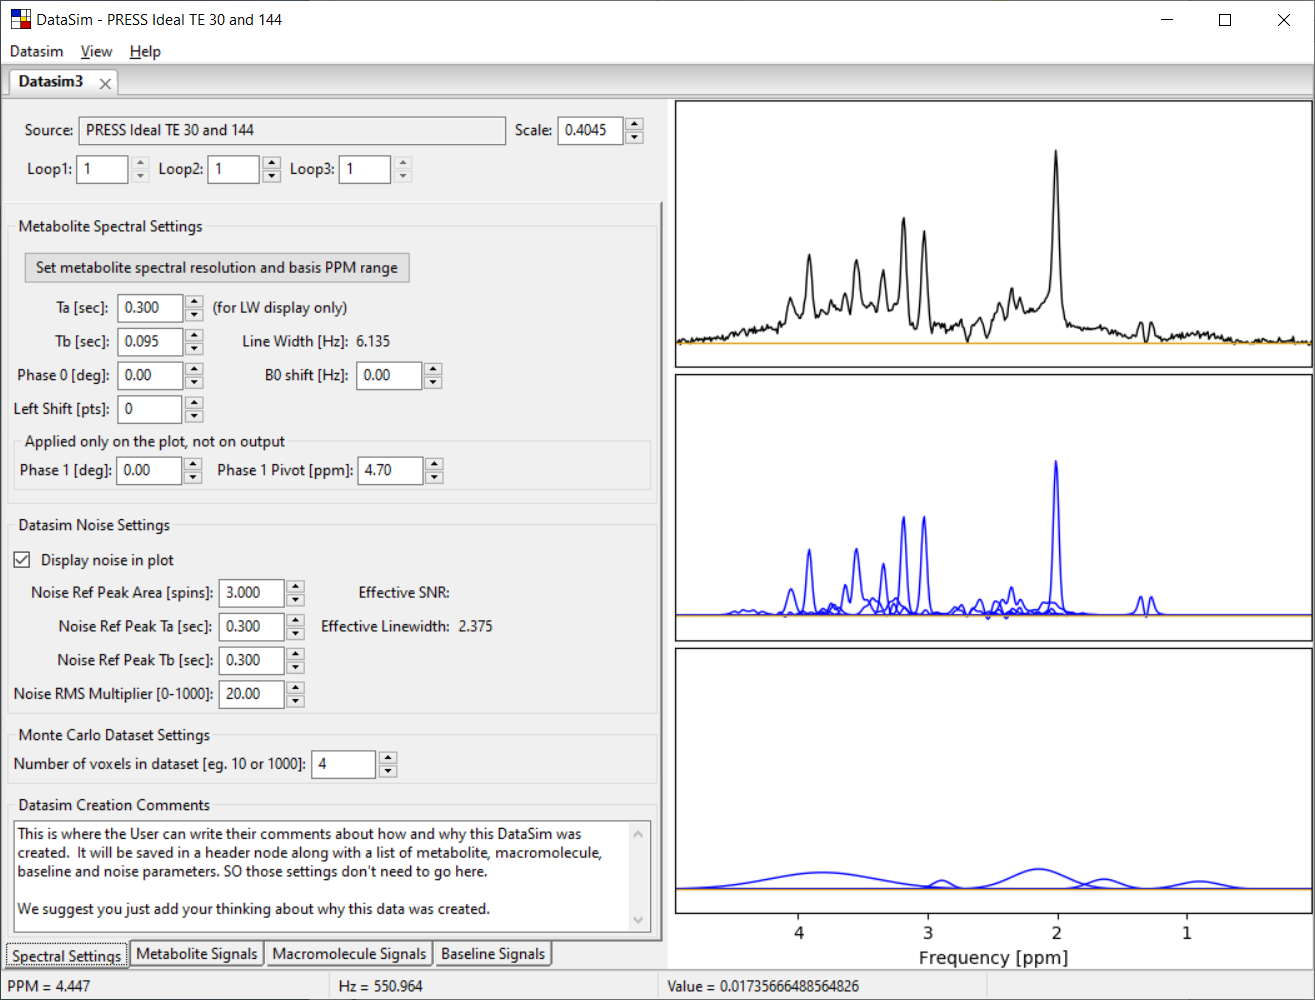 DataSim - PRESS Ideal TE 30 and 144
Datasim View Help
Datasim3
Source: PRESS Ideal TE 30 and 144 Scale: 0.4045
Loop1: 1 Loop2: 1 Loop3: 1
Metabolite Spectral Settings
Set metabolite spectral resolution and basis PPM range
Ta [sec]: 0.300 (for LW display only)
Tb [sec]: 0.095 Line Width [Hz]: 6.135
Phase 0 [deg]: 0.00 B0 shift [Hz]: 0.00
Left Shift [pts]: 0
Applied only on the plot, not on output
Phase 1 [deg]: 0.00 Phase 1 Pivot [ppm]: 4.70
Datasim Noise Settings
Display noise in plot
Noise Ref Peak Area [spins]: 3.000 Effective SNR:
Noise Ref Peak Ta [sec]: 0.300 Effective Linewidth: 2.375
Noise Ref Peak Tb [sec]: 0.300
Noise RMS Multiplier [0-1000]: 20.00
Monte Carlo Dataset Settings
Number of voxels in dataset [eg. 10 or 1000]: 4
Datasim Creation Comments
This is where the User can write their comments about how and why this DataSim was
created. It will be saved in a header node along with a list of metabolite, macromolecule,
baseline and noise parameters. SO those settings don't need to go here.
We suggest you just add your thinking about why this data was created.
Spectral Settings Metabolite Signals Macromolecule Signals Baseline Signals
4 3 2 1
Frequency [ppm]
PPM = 4.447 Hz = 550.964 Value = 0.01735666488564826